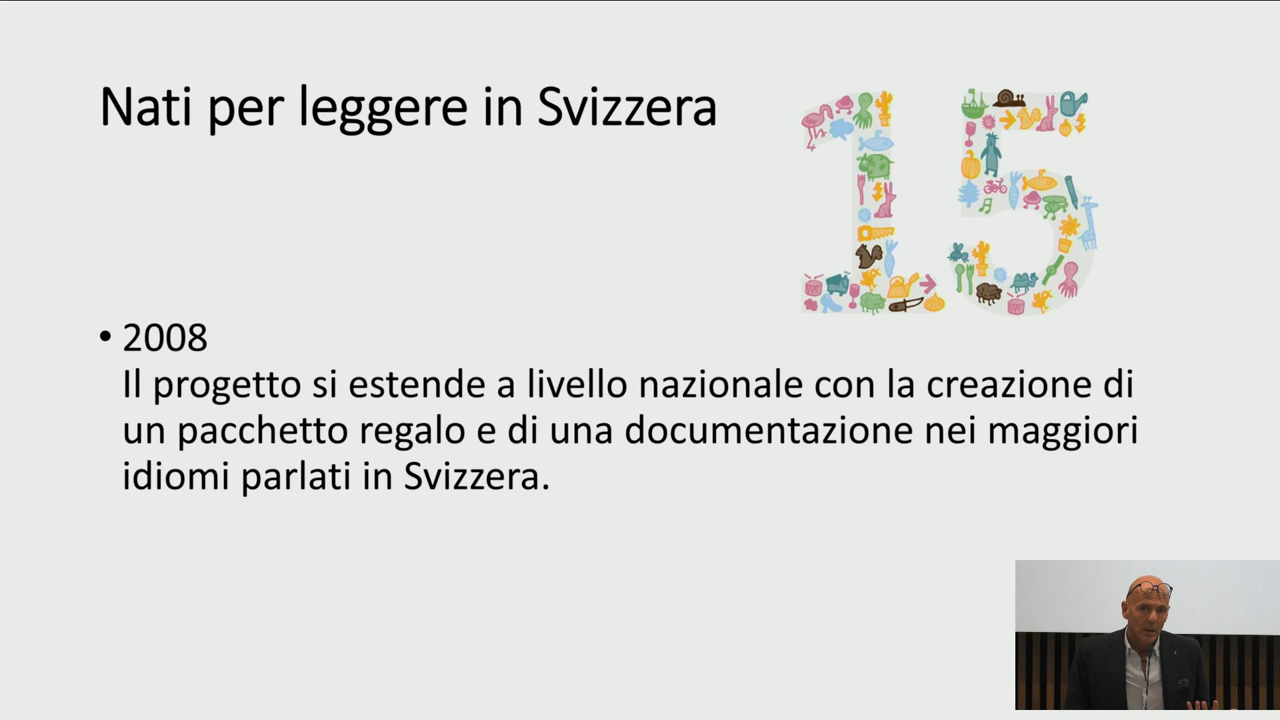 Nati per leggere in Svizzera
15
• 2008
Il progetto si estende a livello nazionale con la creazione di
un pacchetto regalo e di una documentazione nei maggiori
idiomi parlati in Svizzera.